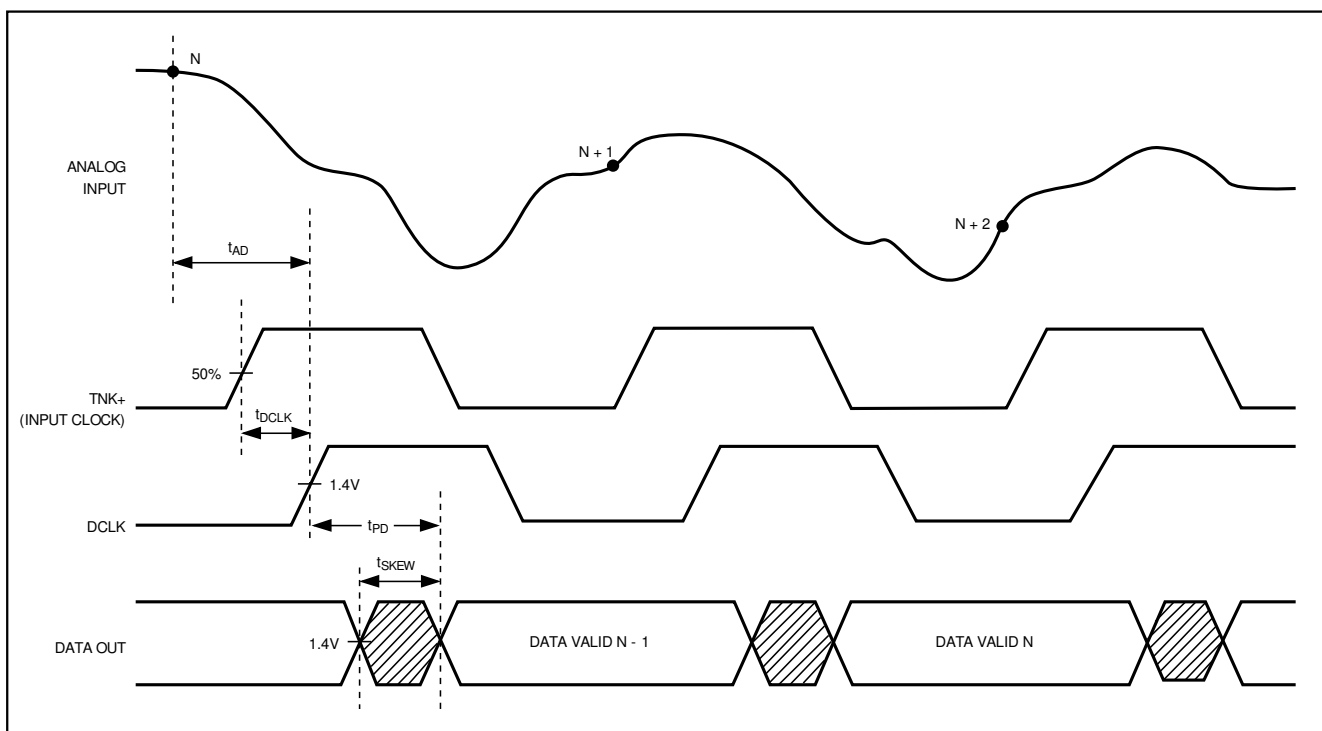 N
N + 1
ANALOG
INPUT
N + 2
tAD
50%
TNK+
(INPUT CLOCK)
tDCLK
1.4V
DCLK
tPD
tSKEW
1.4V
DATA OUT
DATA VALID N - 1
DATA VALID N